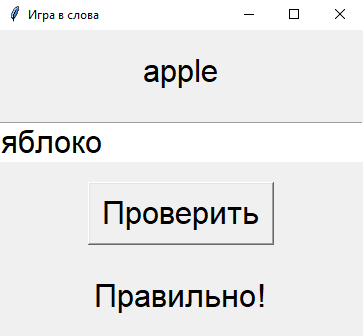 Игра в слова
apple
яблоко
Проверить
Правильно!